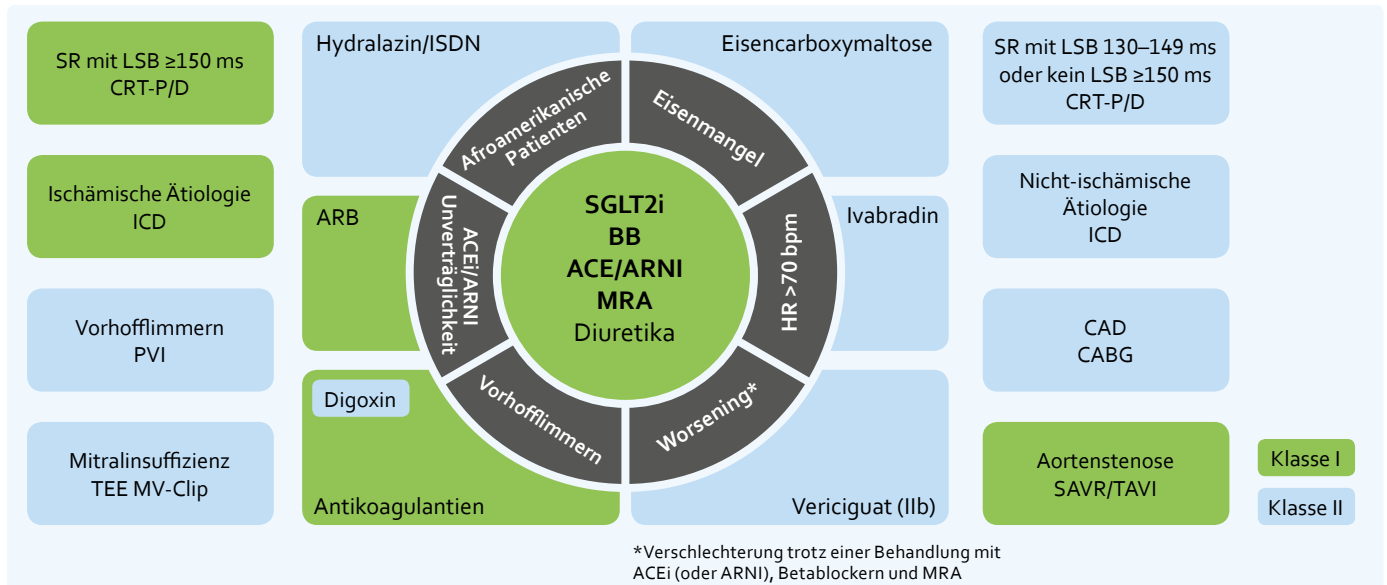 SR mit LSB ≥150 ms
CRT-P/D
Ischämische Ätiologie
ICD
Vorhofflimmern
PVI
Mitralinsuffizienz
TEE MV-Clip
Hydralazin/ISDN
Eisencarboxymaltose
ARB
Ivabradin
Digoxin
Antikoagulantien
Vericiguat (IIb)
Afroamerikanische
Patienten
Eisenmangel
HR >70 bpm
Worsening*
Vorhofflimmern
ACEi/ARNI
Unverträglichkeit
SGLT2i
BB
ACE/ARNI
MRA
Diuretika
SR mit LSB 130–149 ms
oder kein LSB ≥150 ms
CRT-P/D
Nicht-ischämische
Ätiologie
ICD
CAD
CABG
Aortenstenose
SAVR/TAVI
Klasse I
Klasse II
*Verschlechterung trotz einer Behandlung mit
ACEi (oder ARNI), Betablockern und MRA